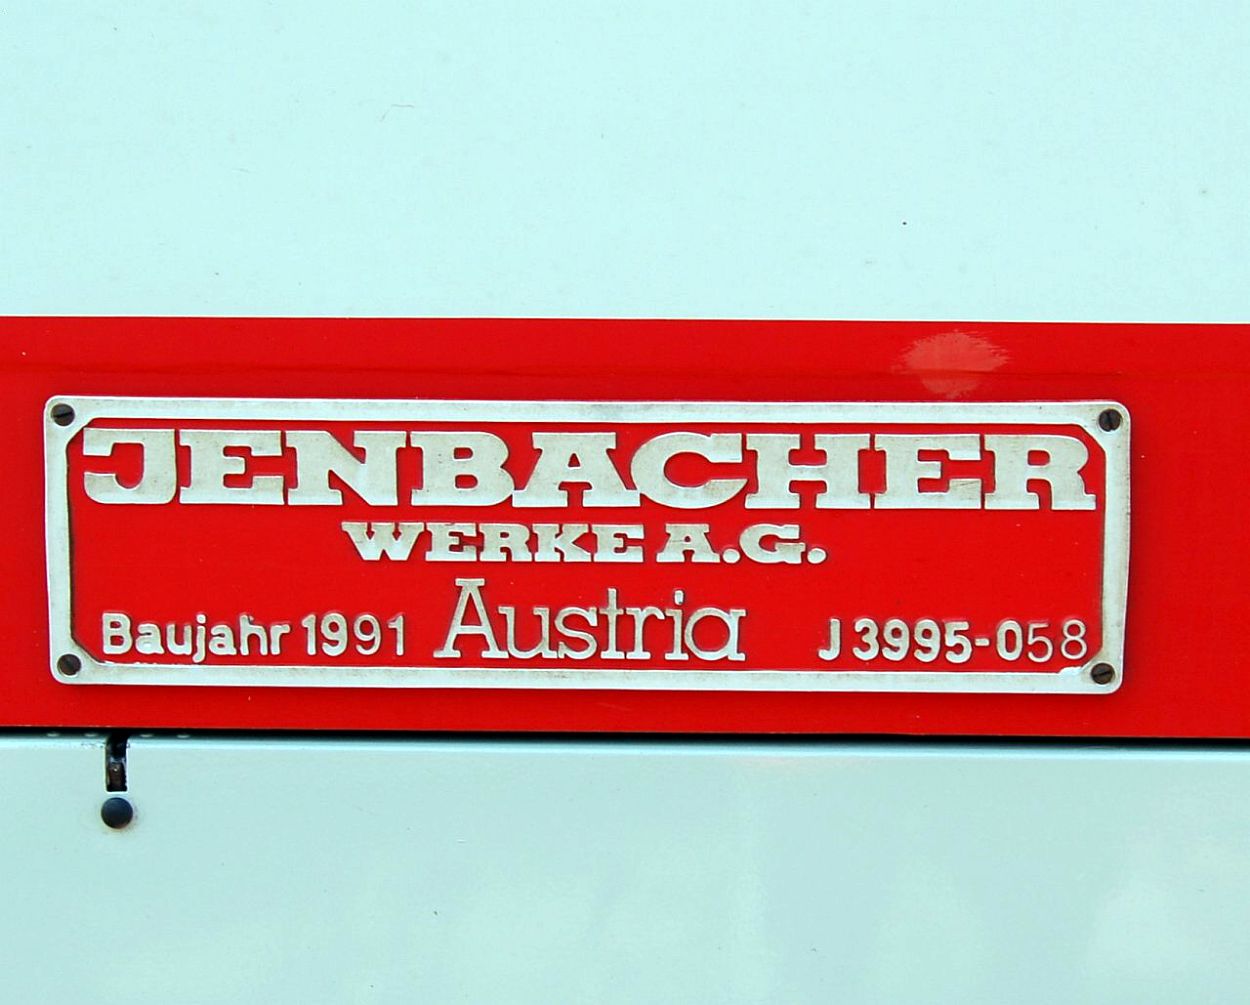 JENBACHER
WERKE A.G.
Baujahr 1991 Austria J 3995-058